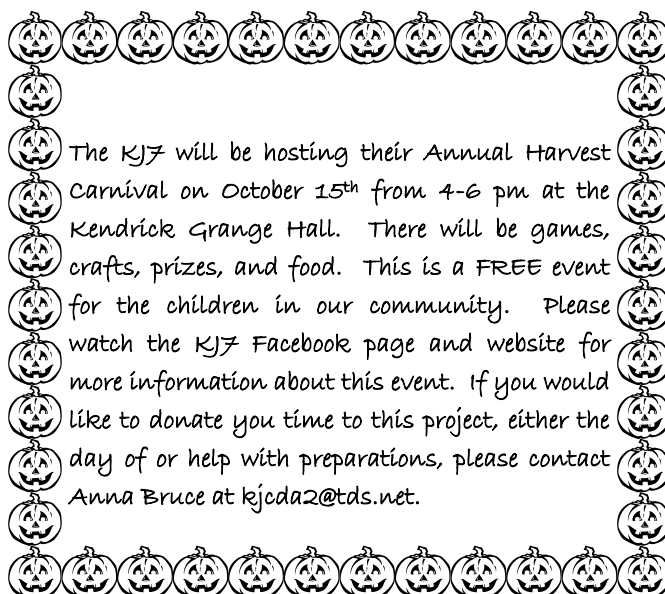 The KJ7 will be hosting their Annual Harvest
Carnival on October 15th from 4-6 pm at the
Kendrick Grange Hall. There will be games,
crafts, prizes, and food. This is a FREE event
for the children in our community. Please
watch the KJ7 Facebook page and website for
more information about this event. If you would
like to donate you time to this project, either the
day of or help with preparations, please contact
Anna Bruce at kjcda2@tds.net.